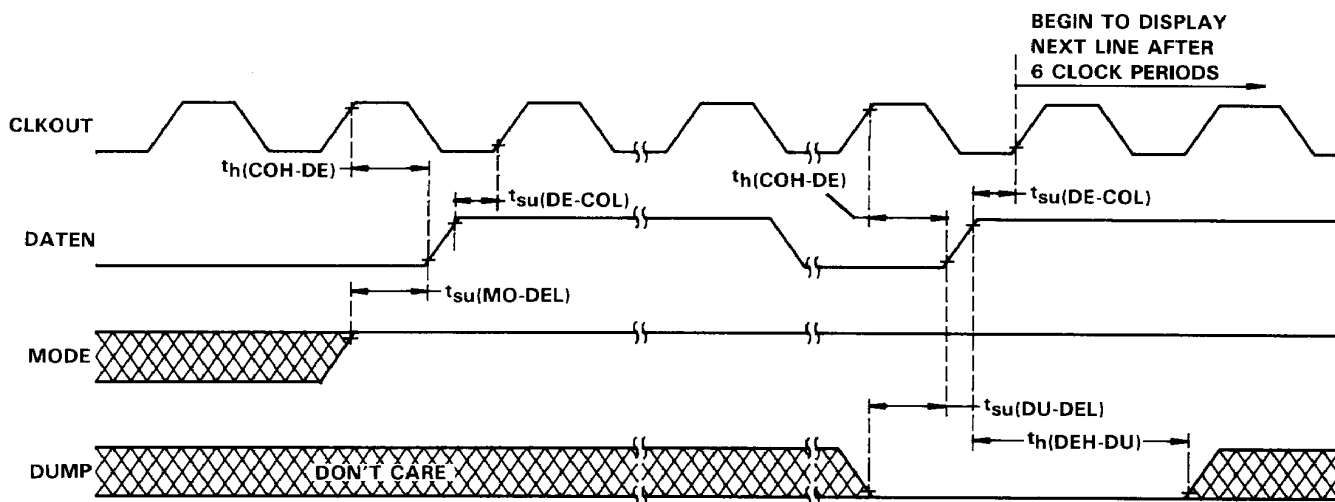 BEGIN TO DISPLAY
NEXT LINE AFTER
6 CLOCK PERIODS
CLKOUT
th(COH-DE)
th(COH-DE)
tsu(DE-COL)
tsu(DE-COL)
DATEN
tsu(MO-DEL)
MODE
tsu(DU-DEL)
th(DEH-DU)
DUMP
DON'T CARE